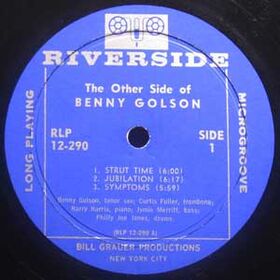 RIVERSIDE
LONG PLAYING
MICROGROOVE
The Other Side of
BENNY GOLSON
RLP
12-290
SIDE
1
1. STRUT TIME (6:00)
2. JUBILATION (6:17)
3. SYMPTOMS (5:59)
Benny Golson, tenor sax; Curtis Fuller, trombone;
Barry Harris, piano; Jymie Merritt, bass;
Philly Joe Jones, drums
(RLP 12-290 A)
BILL GRAUER PRODUCTIONS
NEW YORK CITY